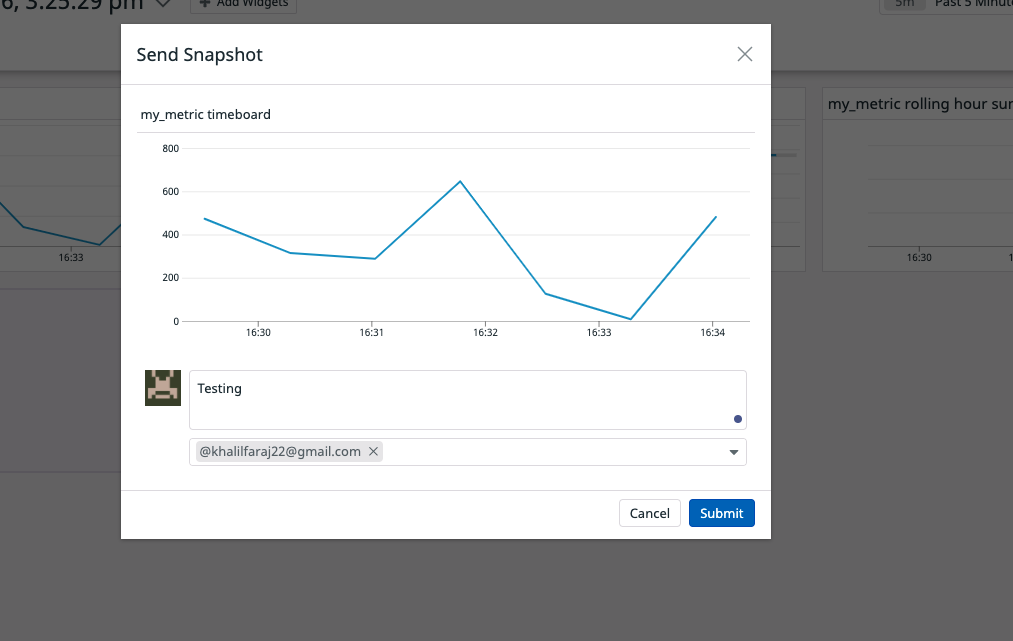 6, 3:25:29 pm
Add Widgets
5m Past 5 Minut
Send Snapshot
my_metric rolling hour sur
my_metric timeboard
800
600
400
200
0
16:30 16:31 16:32 16:33 16:34
16:33
16:30
1
Testing
@khalilfaraj22@gmail.com
Cancel Submit